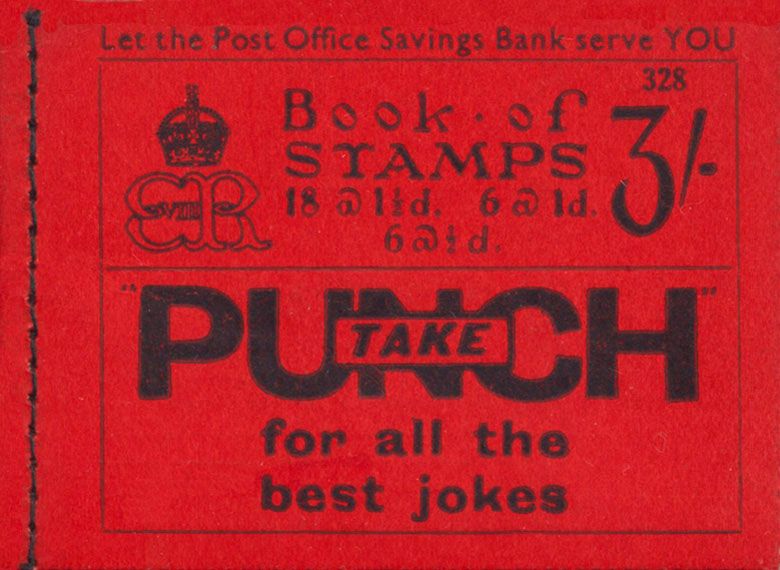 Let the Post Office Savings Bank serve YOU
328
Book · of
STAMPS
3/-
18 @ 1½d. 6 @ 1d.
6 @ ½d.
EVIIIR
"PUNCH"
TAKE
for all the
best jokes